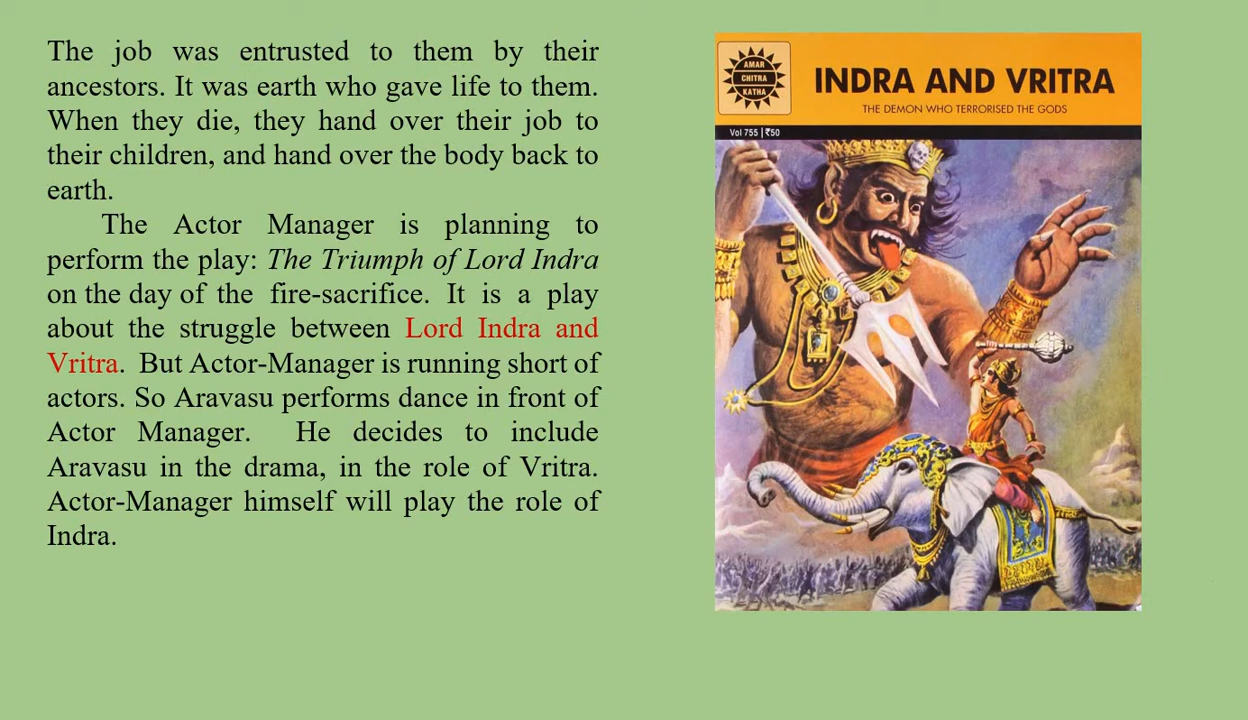 The job was entrusted to them by their
ancestors. It was earth who gave life to them.
When they die, they hand over their job to
their children, and hand over the body back to
earth.
The Actor Manager is planning to
perform the play: The Triumph of Lord Indra
on the day of the fire-sacrifice. It is a play
about the struggle between Lord Indra and
Vritra. But Actor-Manager is running short of
actors. So Aravasu performs dance in front of
Actor Manager. He decides to include
Aravasu in the drama, in the role of Vritra.
Actor-Manager himself will play the role of
Indra.
AMAR
CHITRA
KATHA
INDRA AND VRITRA
THE DEMON WHO TERRORISED THE GODS
Vol 755 | ₹50